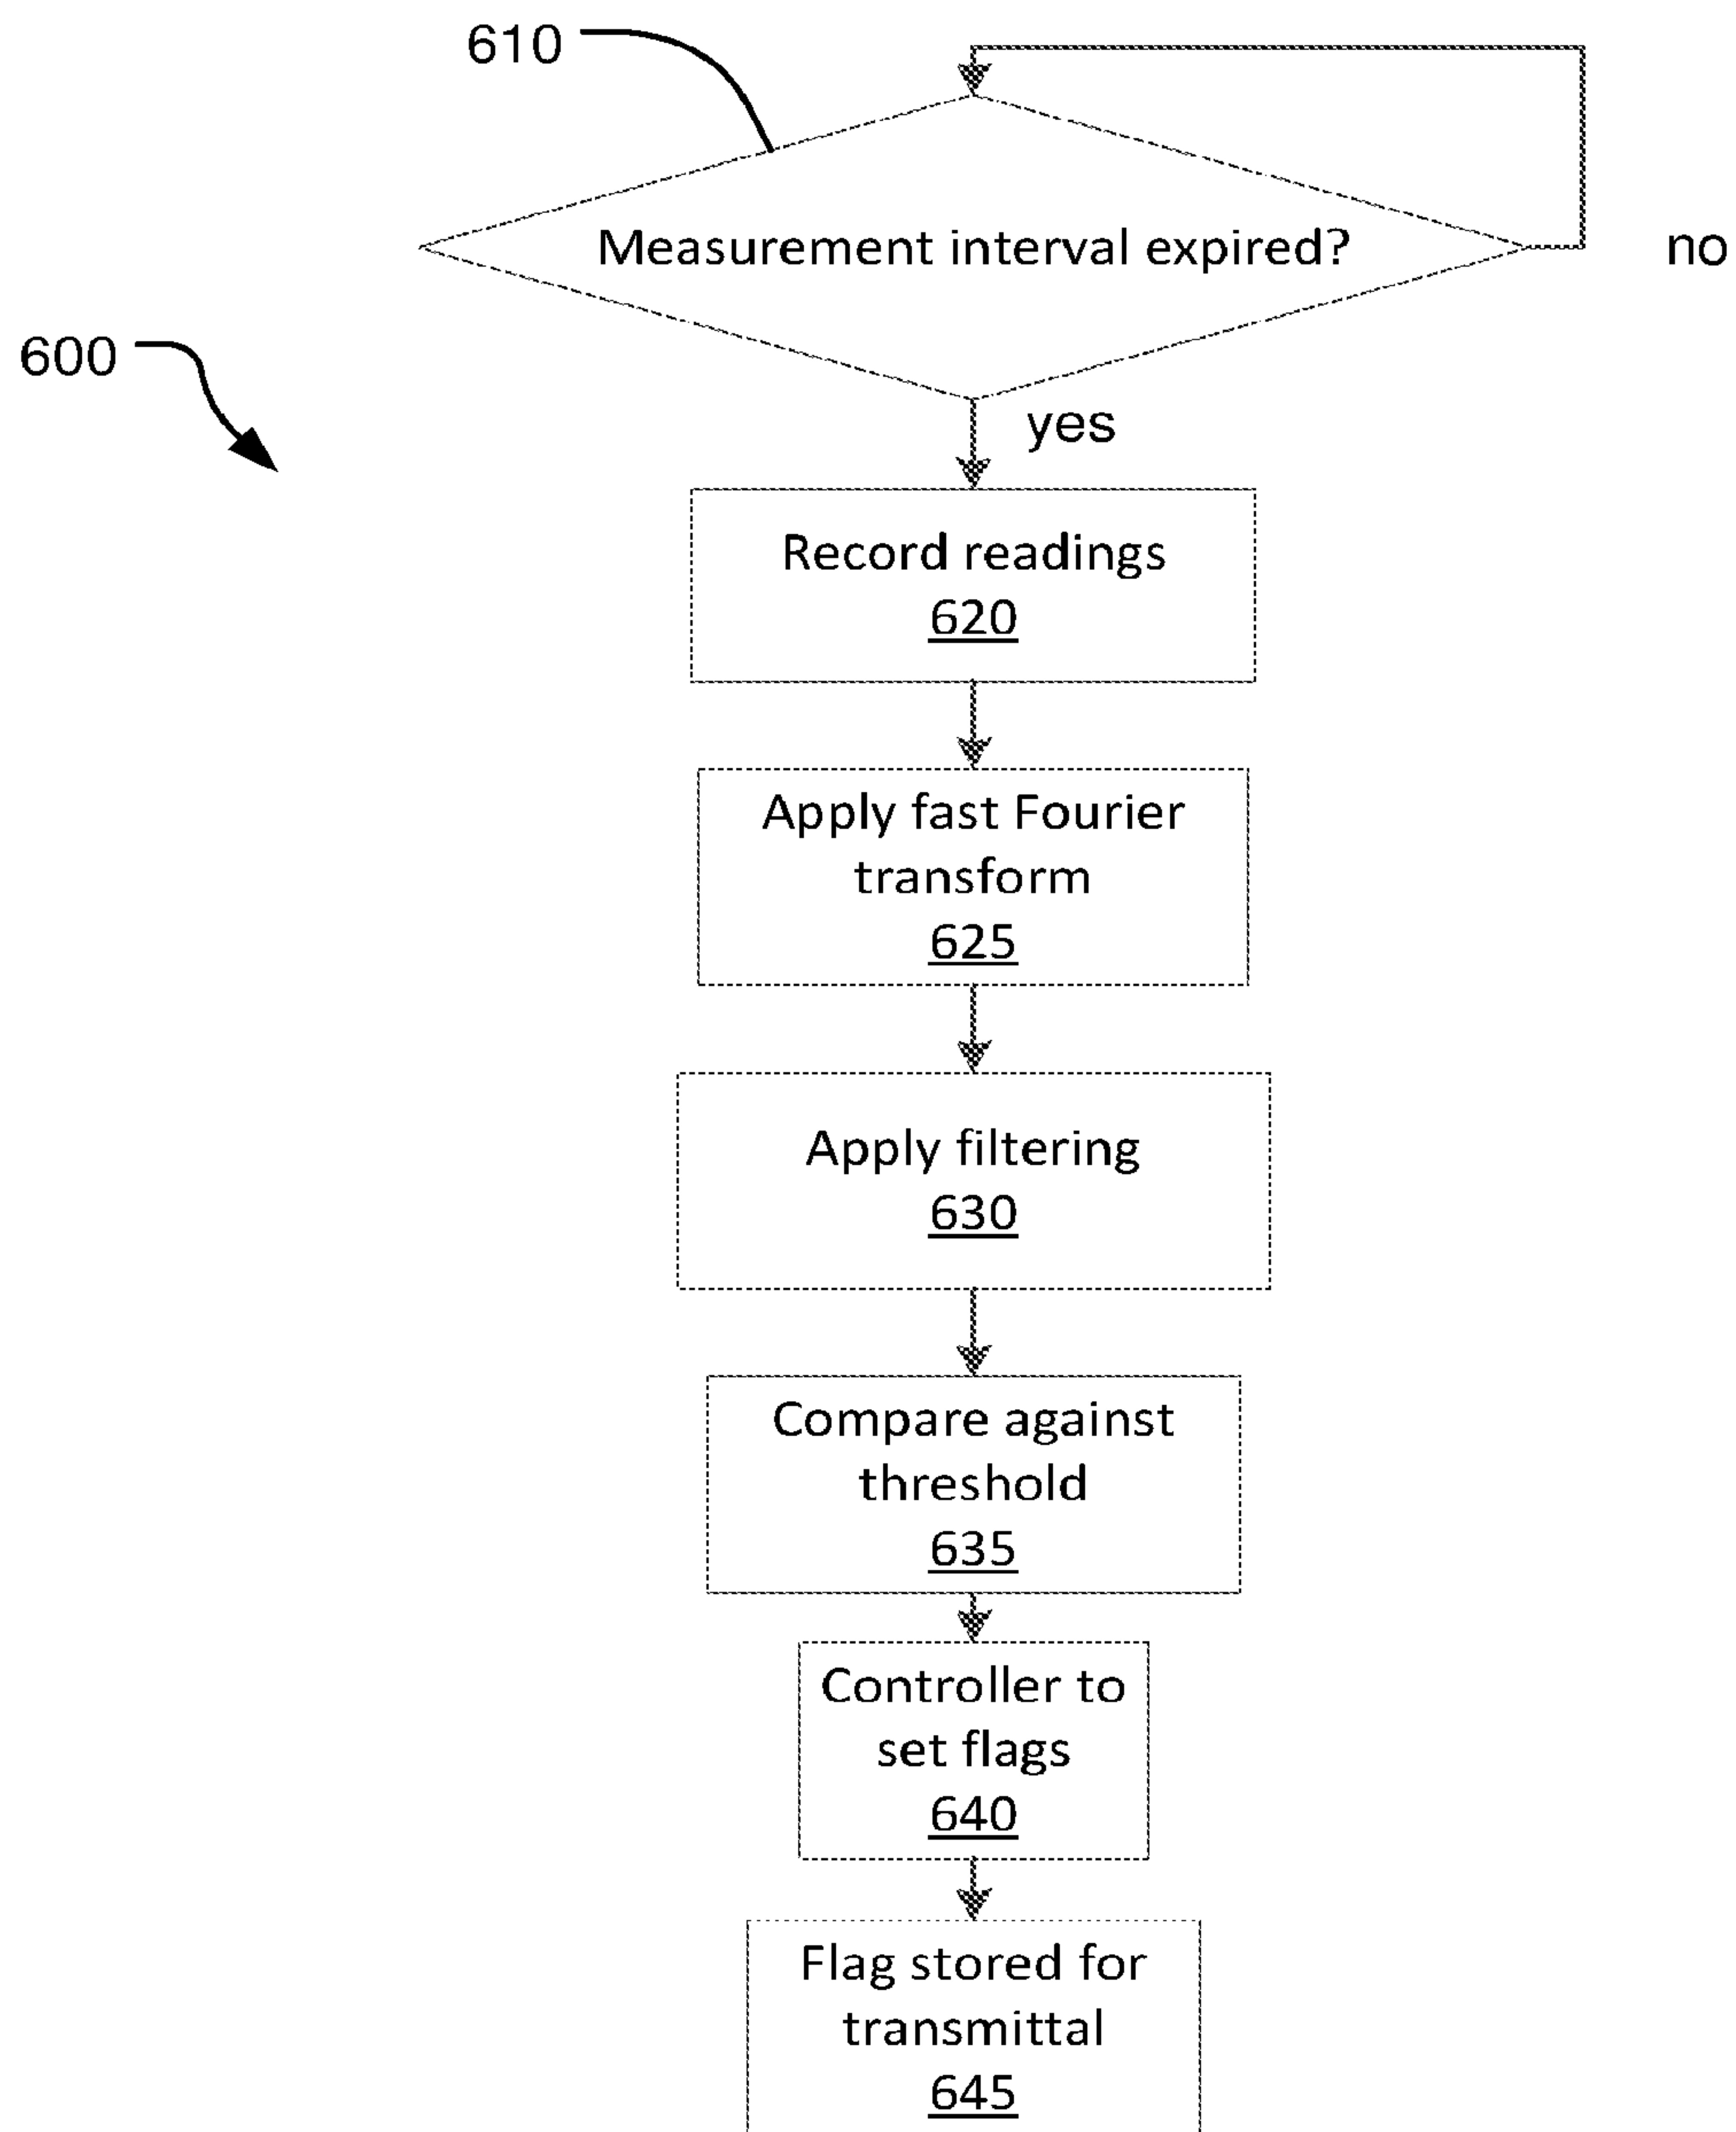 610
Measurement interval expired?
no
600
yes
Record readings
620
Apply fast Fourier
transform
625
Apply filtering
630
Compare against
threshold
635
Controller to
set flags
640
Flag stored for
transmittal
645